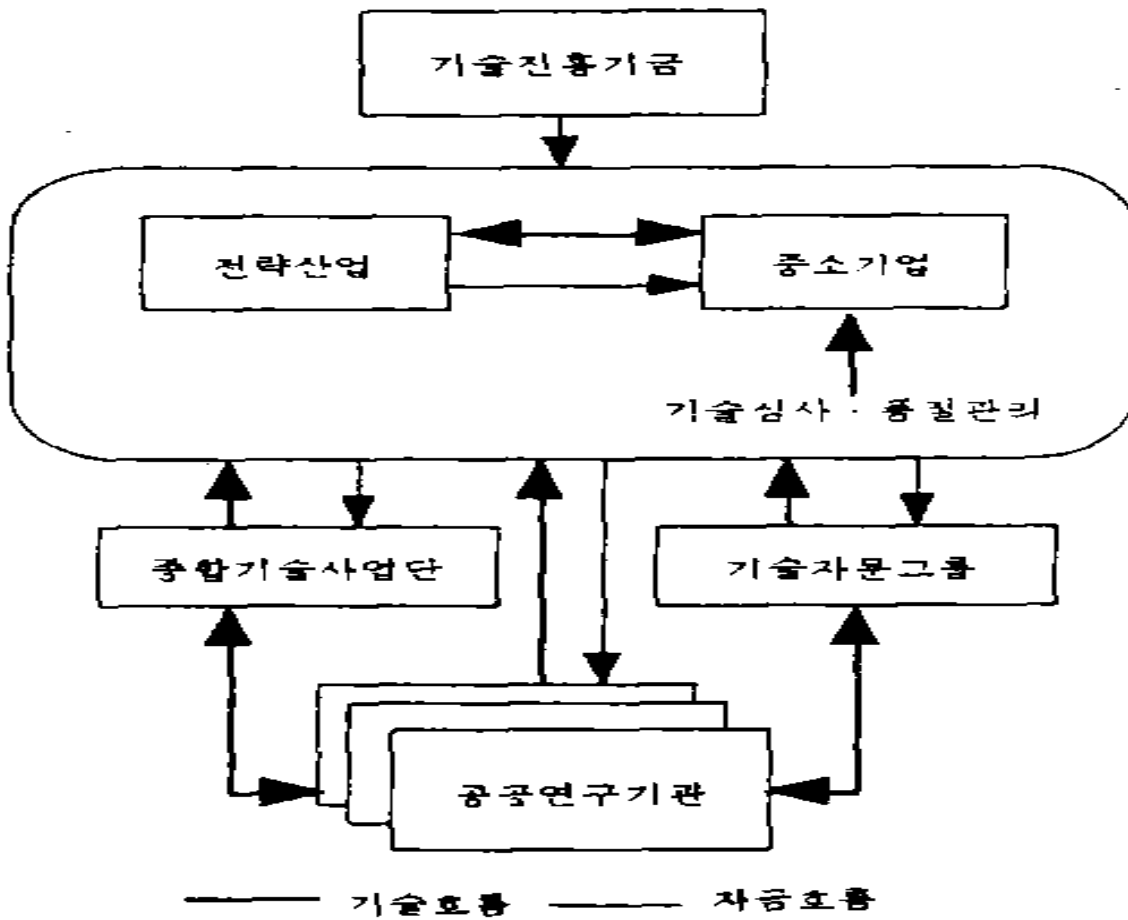 기술진흥기금
전략산업
중소기업
기술심사 · 품질관리
종합기술사업단
기술자문그룹
공공연구기관
기술흐름 자금흐름